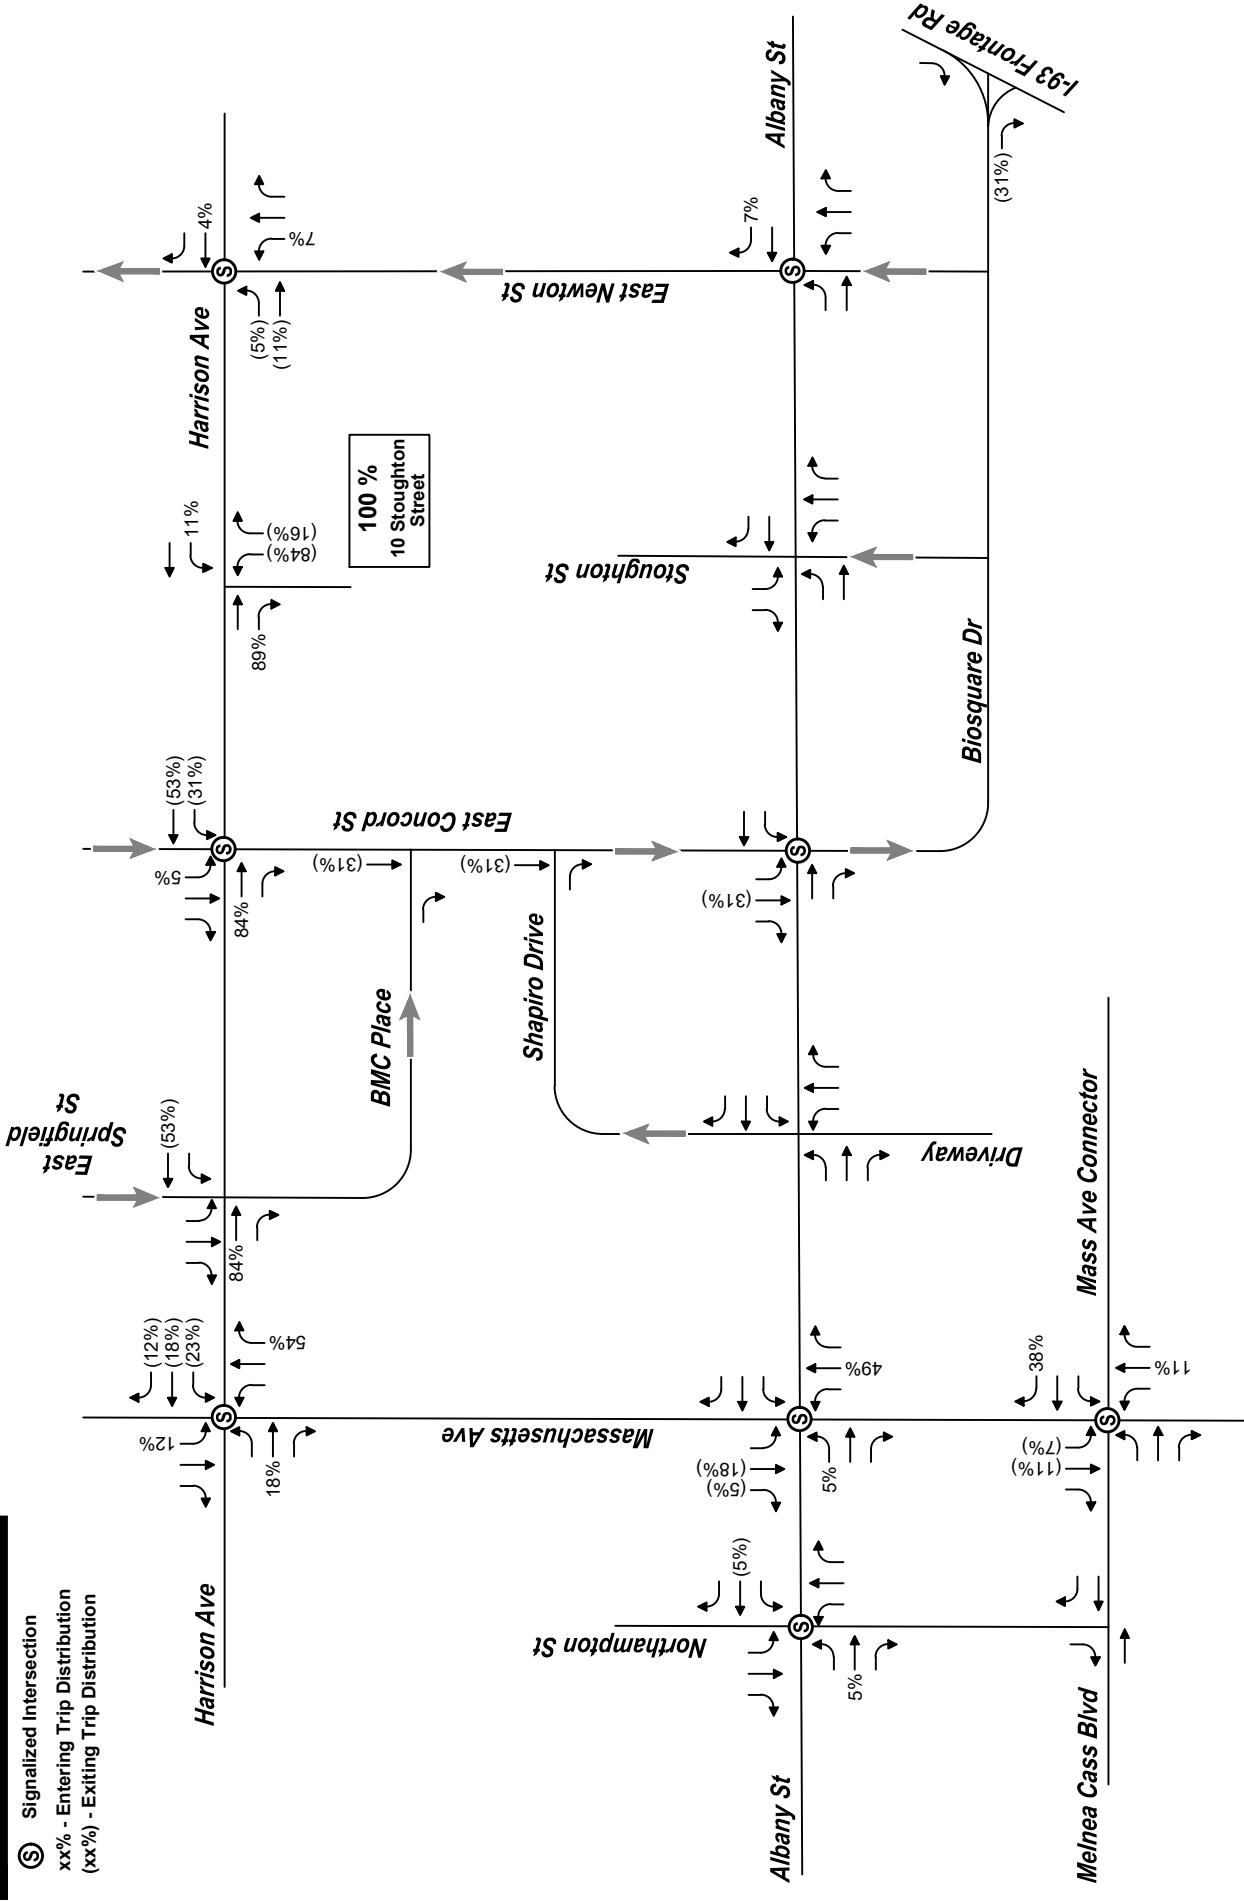 S Signalized Intersection
xx% - Entering Trip Distribution
(xx%) - Exiting Trip Distribution
Harrison Ave
12%
18%
(12%)
(18%)
(23%)
54%
East
Springfield
St
(53%)
84%
BMC Place
5%
84%
(53%)
(31%)
East Concord St
(31%)
(31%)
Shapiro Drive
89%
11%
(84%)
(16%)
100 %
10 Stoughton
Street
Harrison Ave
(5%)
(11%)
4%
7%
East Newton St
Massachusetts Ave
Albany St
Northampton
St
(5%)
5%
(5%)
(18%)
5%
49%
Driveway
(31%)
Stoughton St
7%
Albany St
Melnea Cass Blvd
(11%)
(7%)
38%
11%
Mass Ave Connector
Biosquare Dr
(31%)
I-93 Frontage Rd
S
S
S
S
S
S
S
S